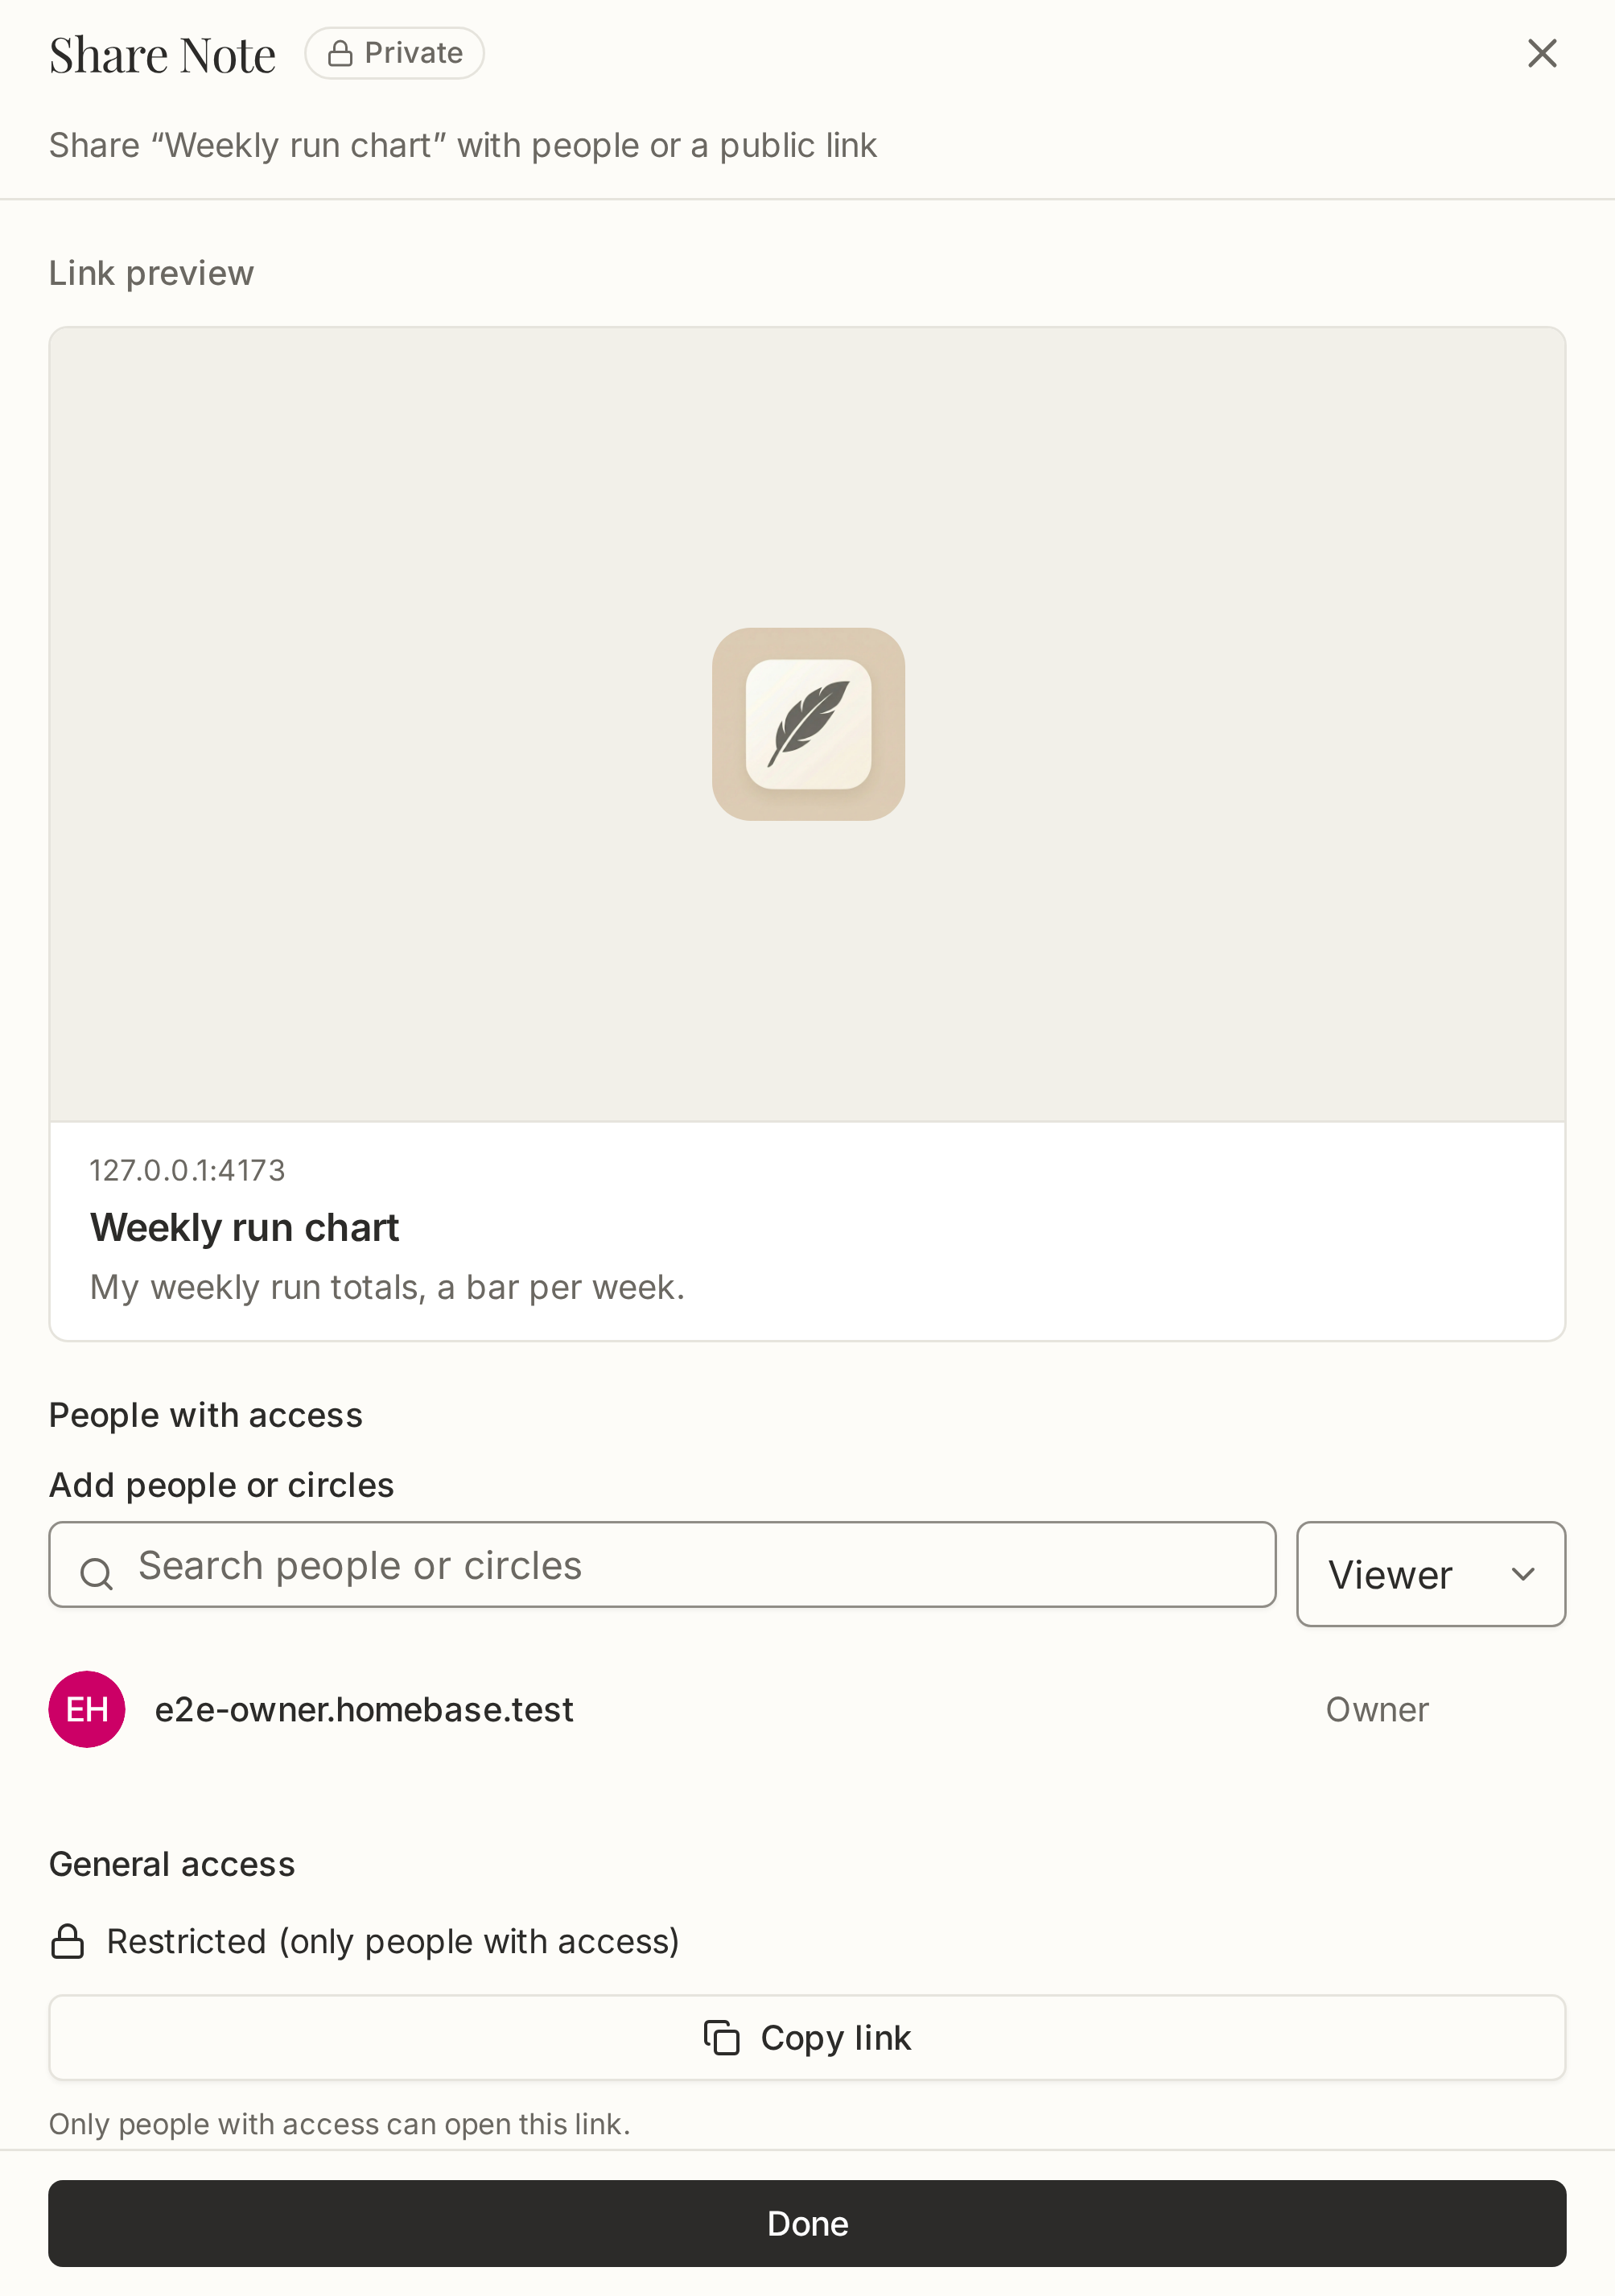 Share Note
Private
Share “Weekly run chart” with people or a public link
Link preview
127.0.0.1:4173
Weekly run chart
My weekly run totals, a bar per week.
People with access
Add people or circles
Search people or circles
Viewer
EH
e2e-owner.homebase.test
Owner
General access
Restricted (only people with access)
Copy link
Only people with access can open this link.
Done